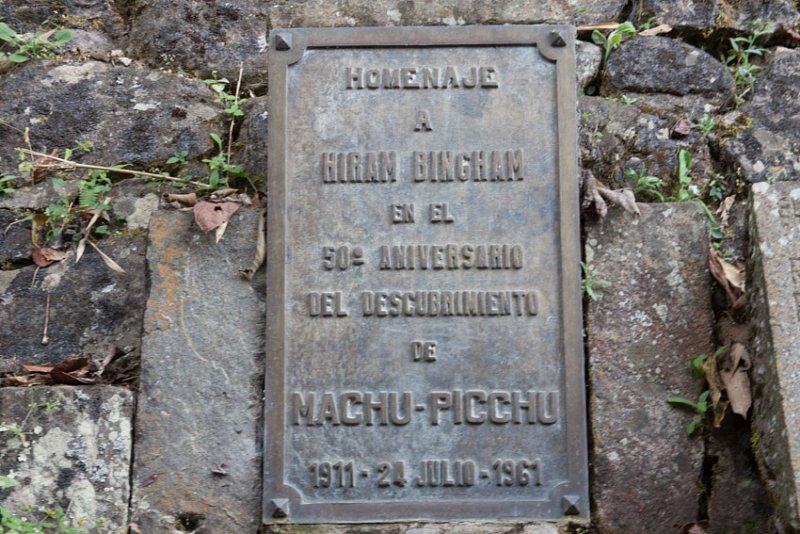 HOMENAJE
A
HIRAM BINGHAM
EN EL
50º ANIVERSARIO
DEL DESCUBRIMIENTO
DE
MACHU-PICCHU
1911 - 24 JULIO - 1961